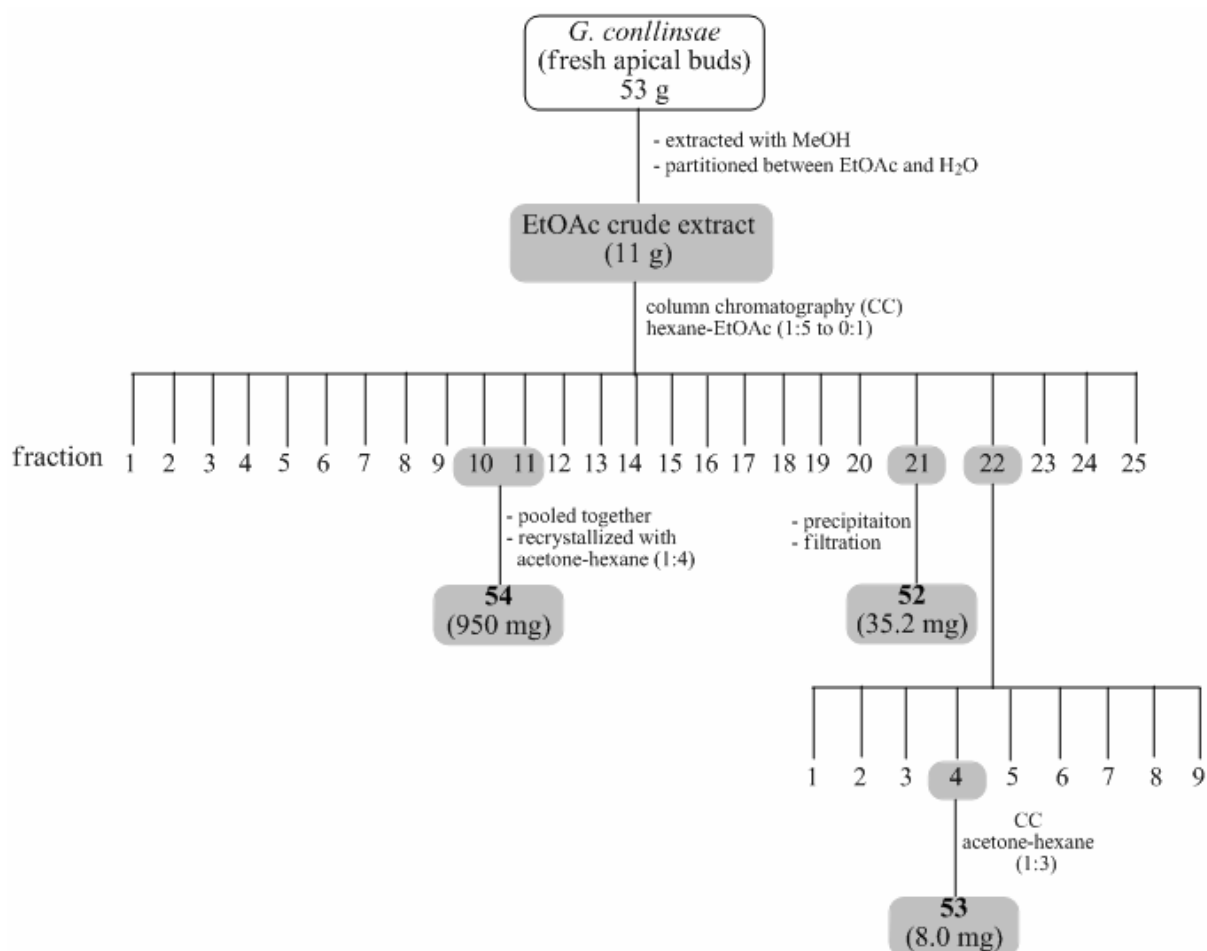 G. conllinsae
(fresh apical buds)
53 g
- extracted with MeOH
- partitioned between EtOAc and H₂O
EtOAc crude extract
(11 g)
column chromatography (CC)
hexane-EtOAc (1:5 to 0:1)
fraction 1 2 3 4 5 6 7 8 9 10 11 12 13 14 15 16 17 18 19 20 21 22 23 24 25
- pooled together
- recrystallized with
acetone-hexane (1:4)
- precipitaiton
- filtration
54
(950 mg)
52
(35.2 mg)
1 2 3 4 5 6 7 8 9
CC
acetone-hexane
(1:3)
53
(8.0 mg)